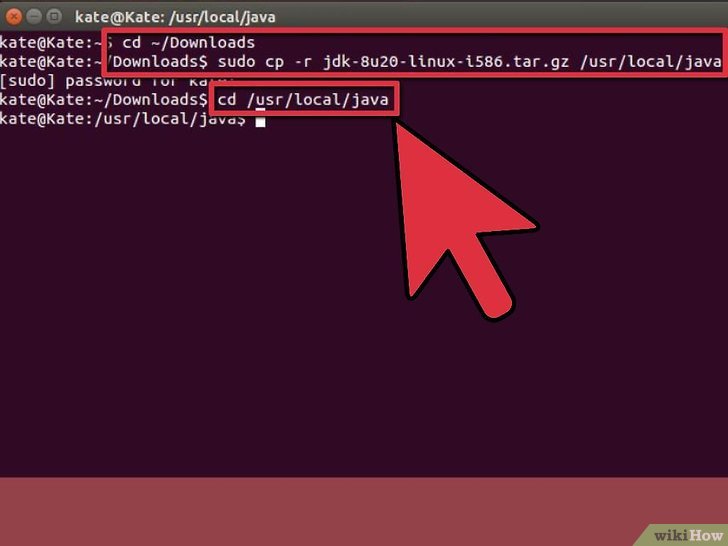 kate@Kate: /usr/local/java
kate@Kate:~$ cd ~/Downloads
kate@Kate:~/Downloads$ sudo cp -r jdk-8u20-linux-i586.tar.gz /usr/local/java
[sudo] password for kate:
kate@Kate:~/Downloads$ cd /usr/local/java
kate@Kate:/usr/local/java$
wikiHow